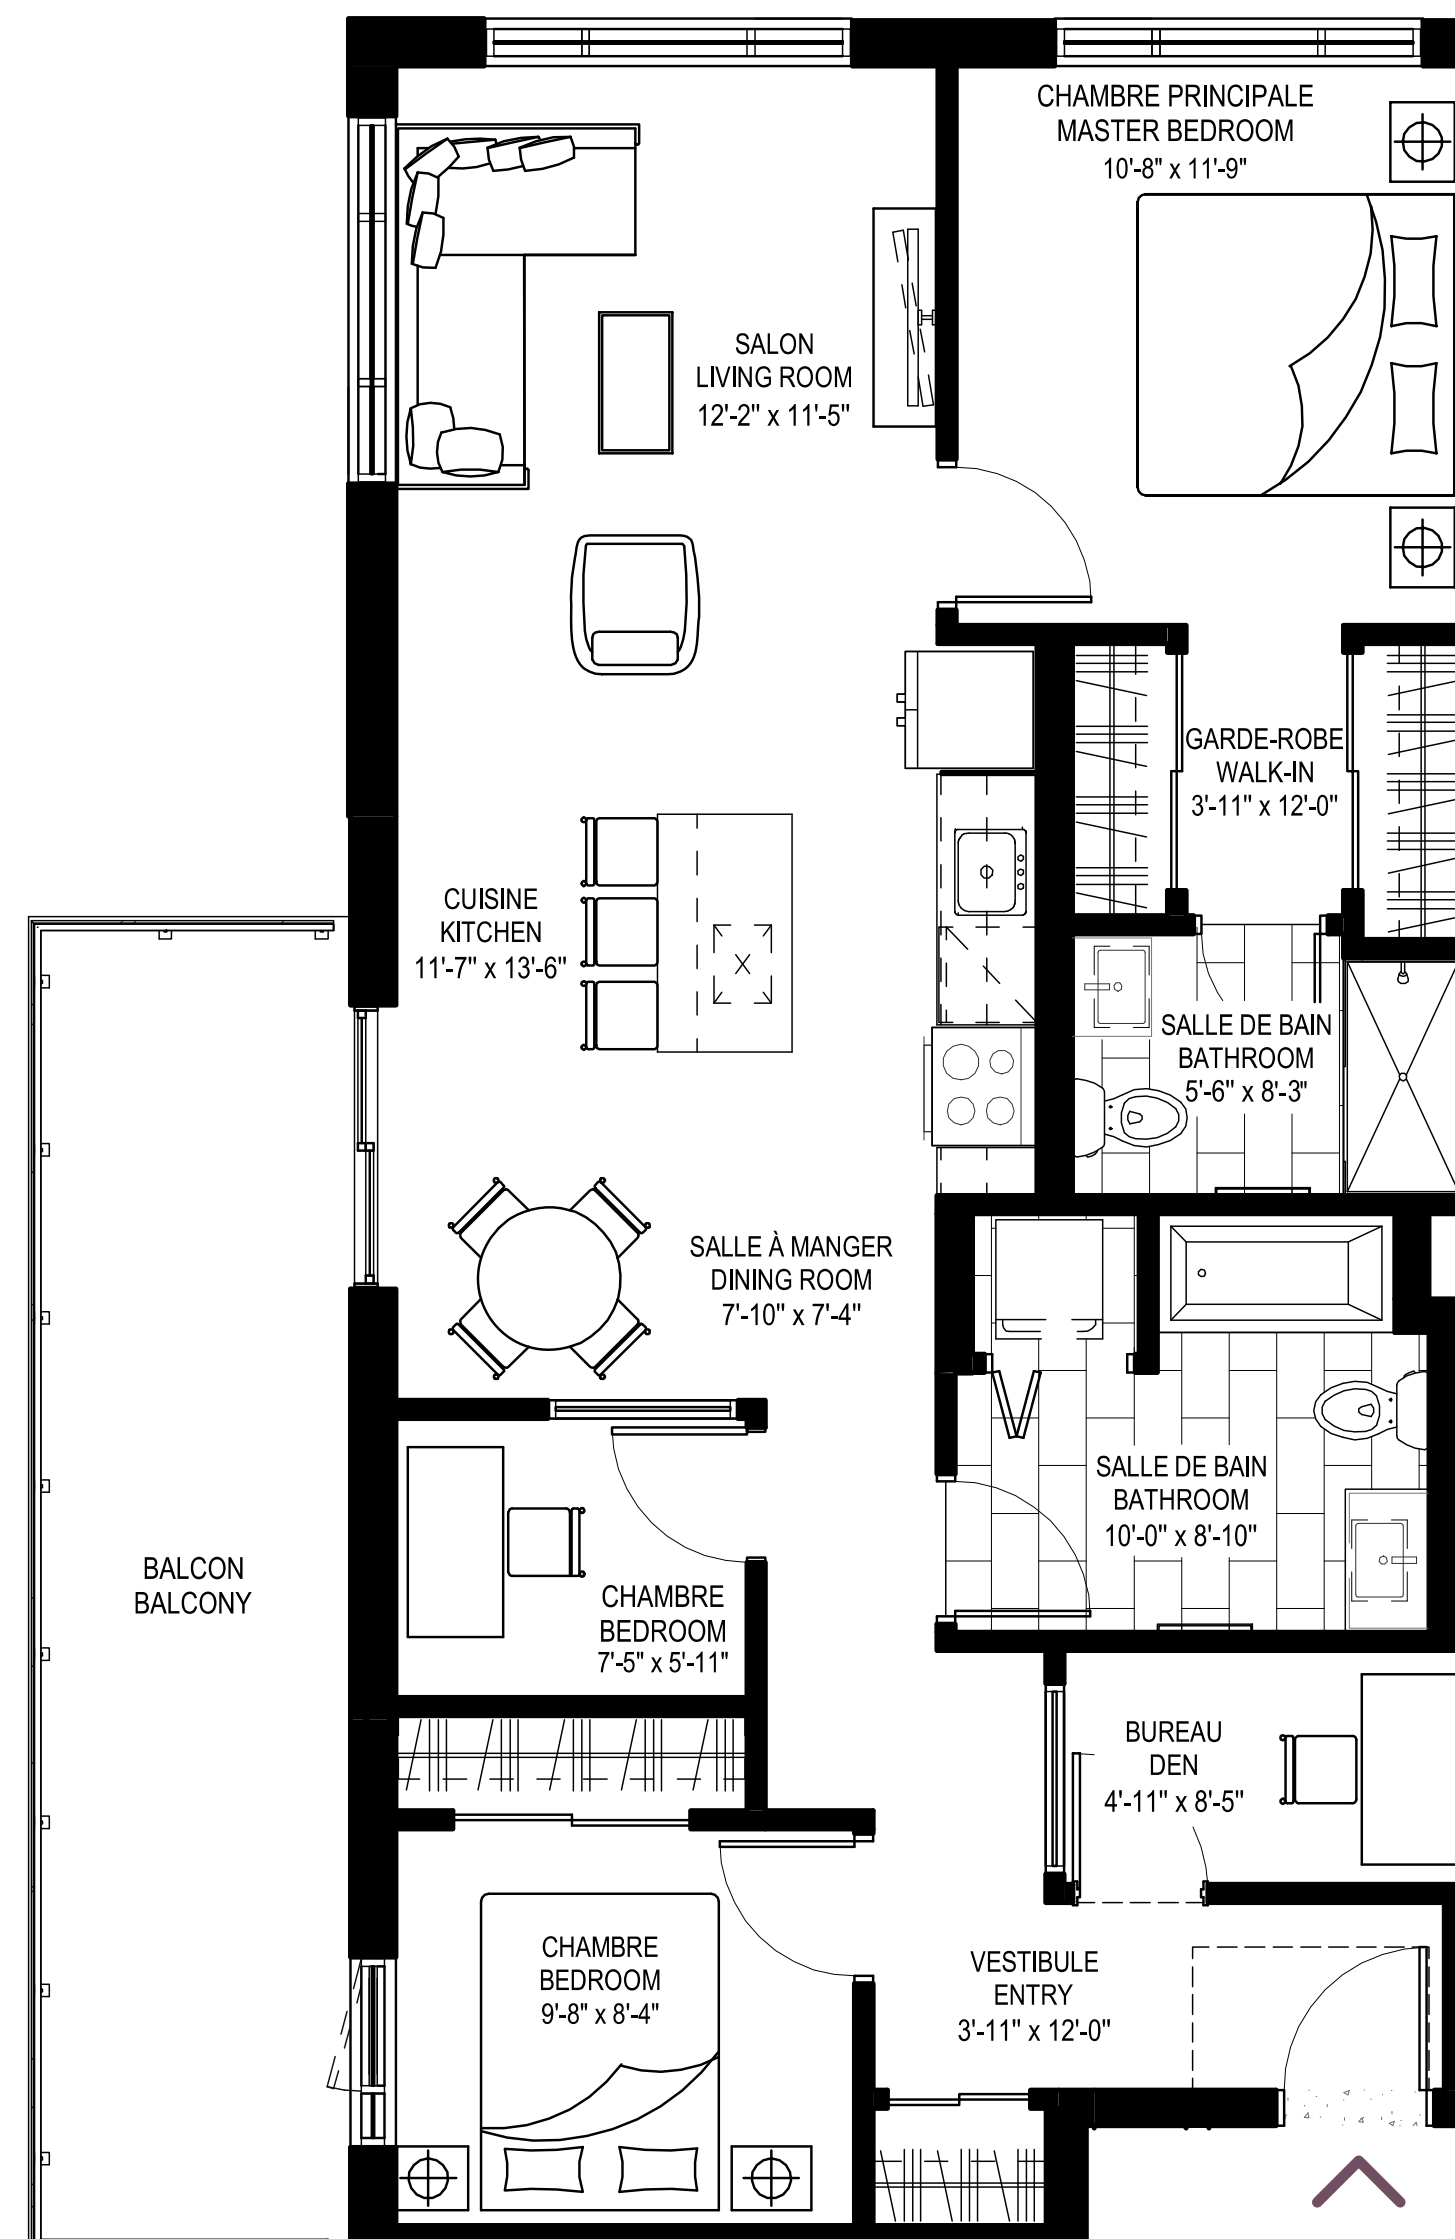 CHAMBRE PRINCIPALE
MASTER BEDROOM
10'-8" x 11'-9"
SALON
LIVING ROOM
12'-2" x 11'-5"
GARDE-ROBE
WALK-IN
3'-11" x 12'-0"
CUISINE
KITCHEN
11'-7" x 13'-6"
SALLE DE BAIN
BATHROOM
5'-6" x 8'-3"
SALLE À MANGER
DINING ROOM
7'-10" x 7'-4"
SALLE DE BAIN
BATHROOM
10'-0" x 8'-10"
BALCON
BALCONY
CHAMBRE
BEDROOM
7'-5" x 5'-11"
BUREAU
DEN
4'-11" x 8'-5"
CHAMBRE
BEDROOM
9'-8" x 8'-4"
VESTIBULE
ENTRY
3'-11" x 12'-0"